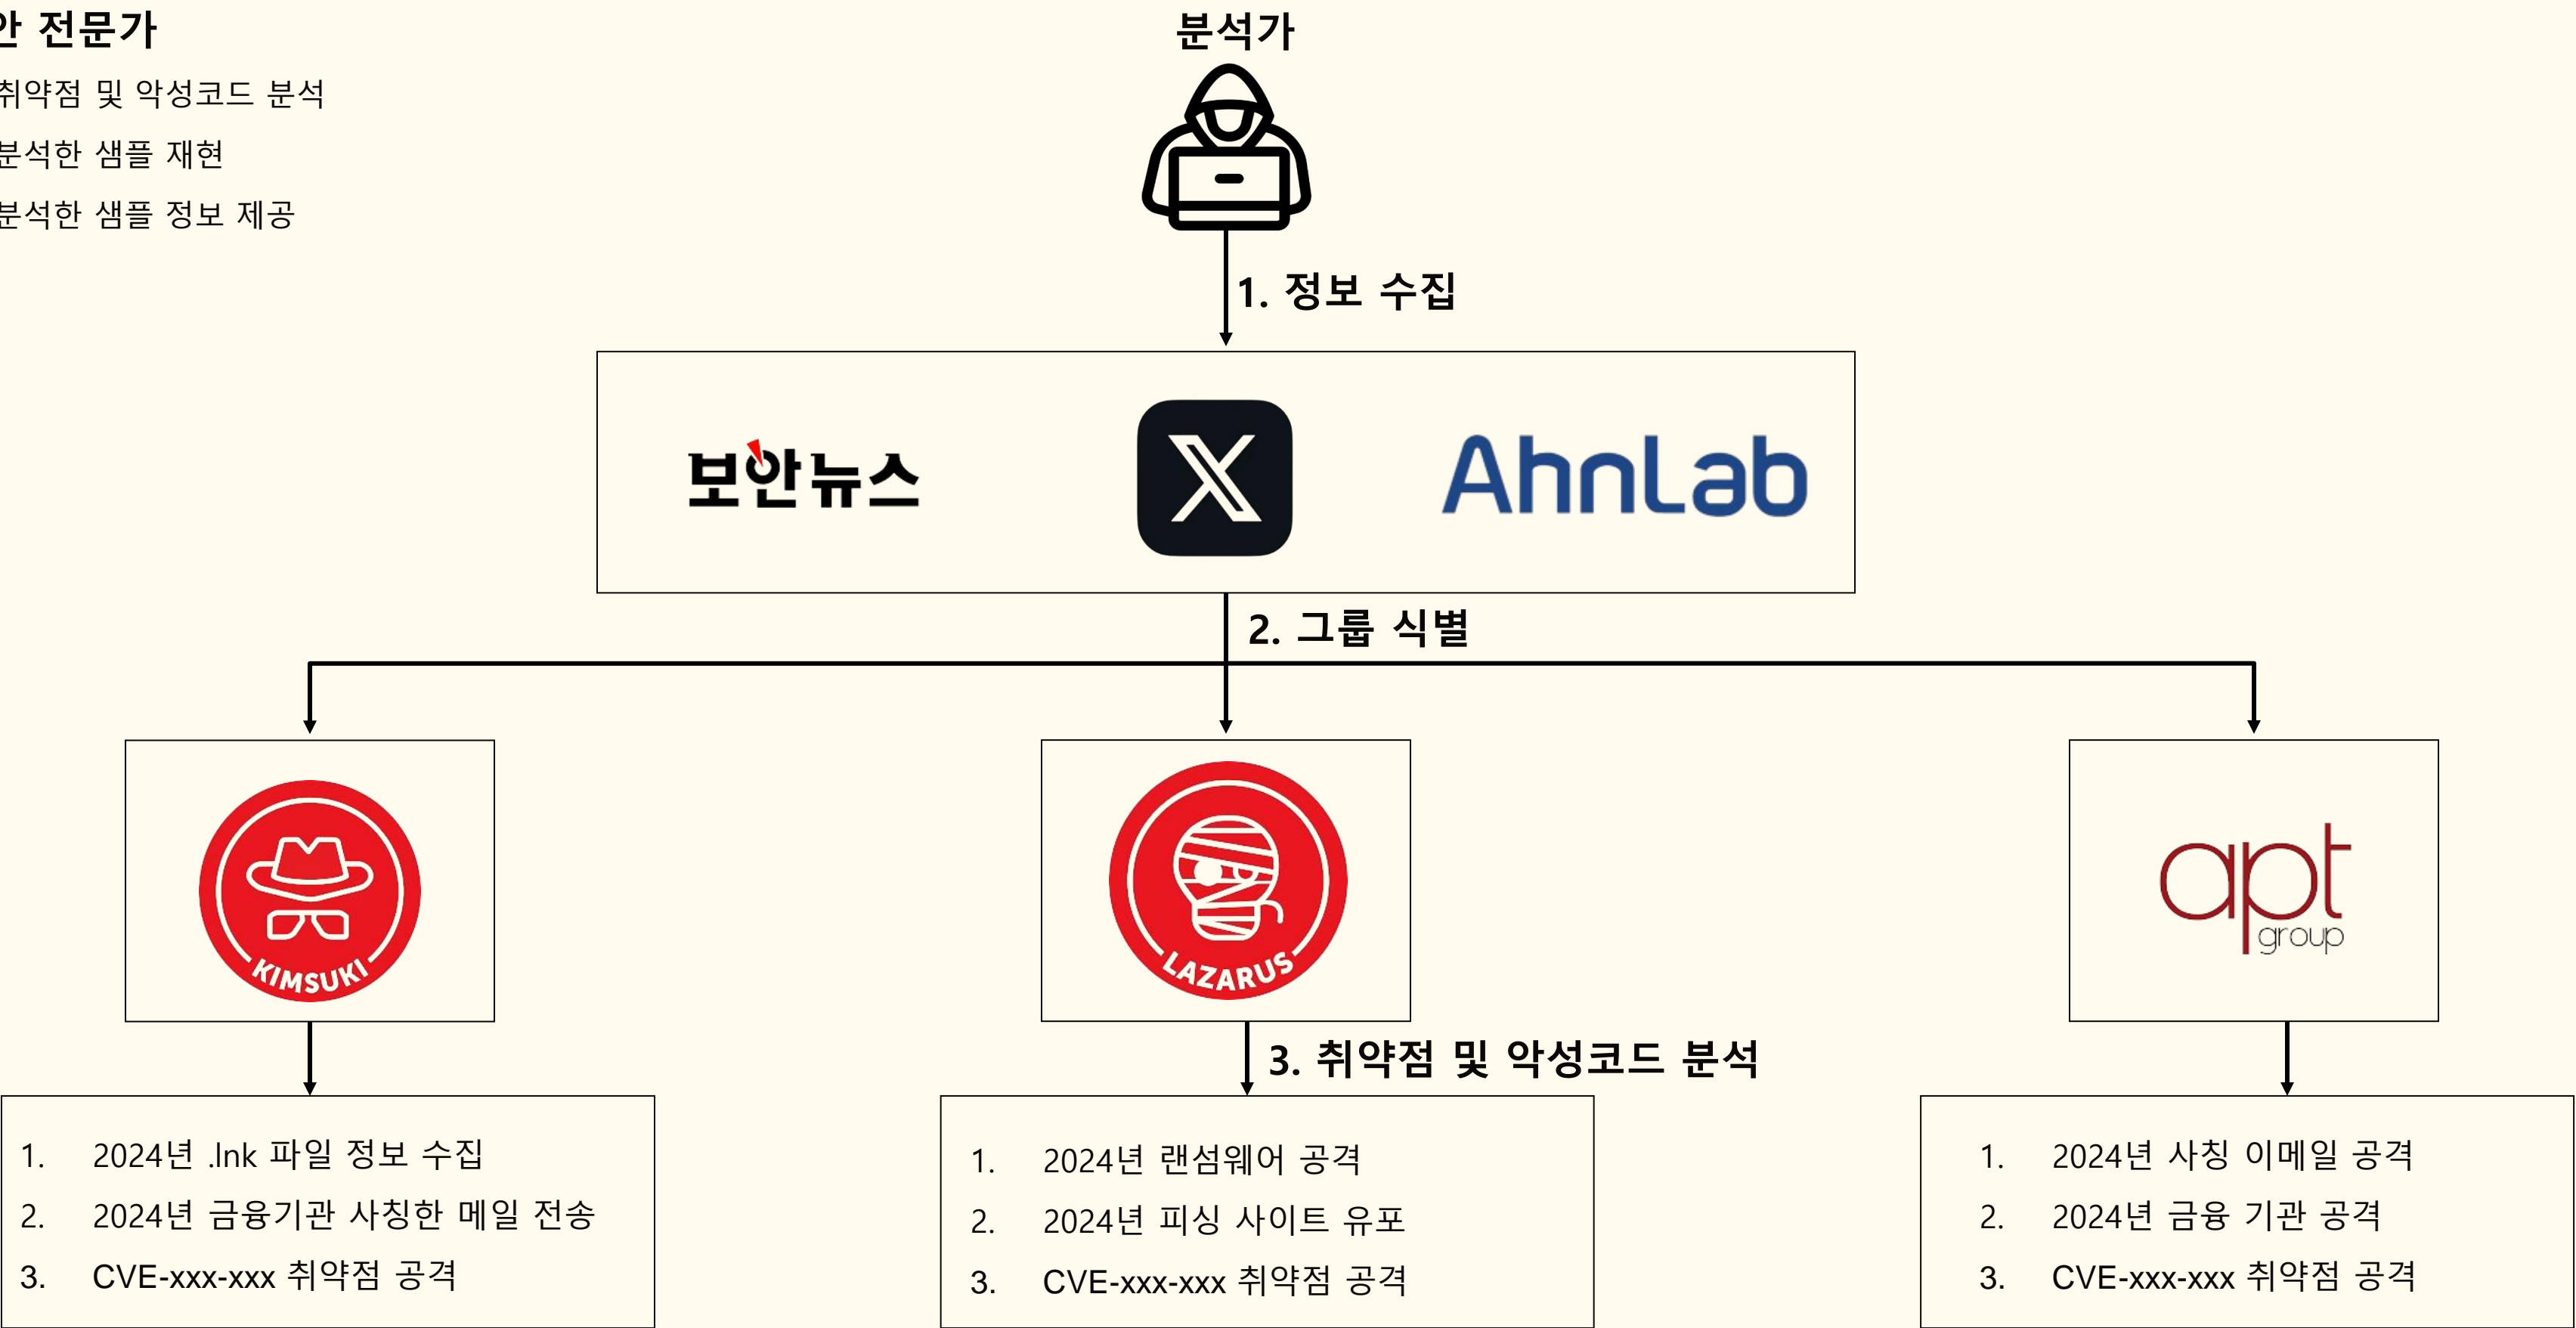 안 전문가
취약점 및 악성코드 분석
분석한 샘플 재현
분석한 샘플 정보 제공
분석가
1. 정보 수집
보안뉴스
X
AhnLab
2. 그룹 식별
KIMSUKI
LAZARUS
apt
group
3. 취약점 및 악성코드 분석
1. 2024년 .lnk 파일 정보 수집
2. 2024년 금융기관 사칭한 메일 전송
3. CVE-xxx-xxx 취약점 공격
1. 2024년 랜섬웨어 공격
2. 2024년 피싱 사이트 유포
3. CVE-xxx-xxx 취약점 공격
1. 2024년 사칭 이메일 공격
2. 2024년 금융 기관 공격
3. CVE-xxx-xxx 취약점 공격